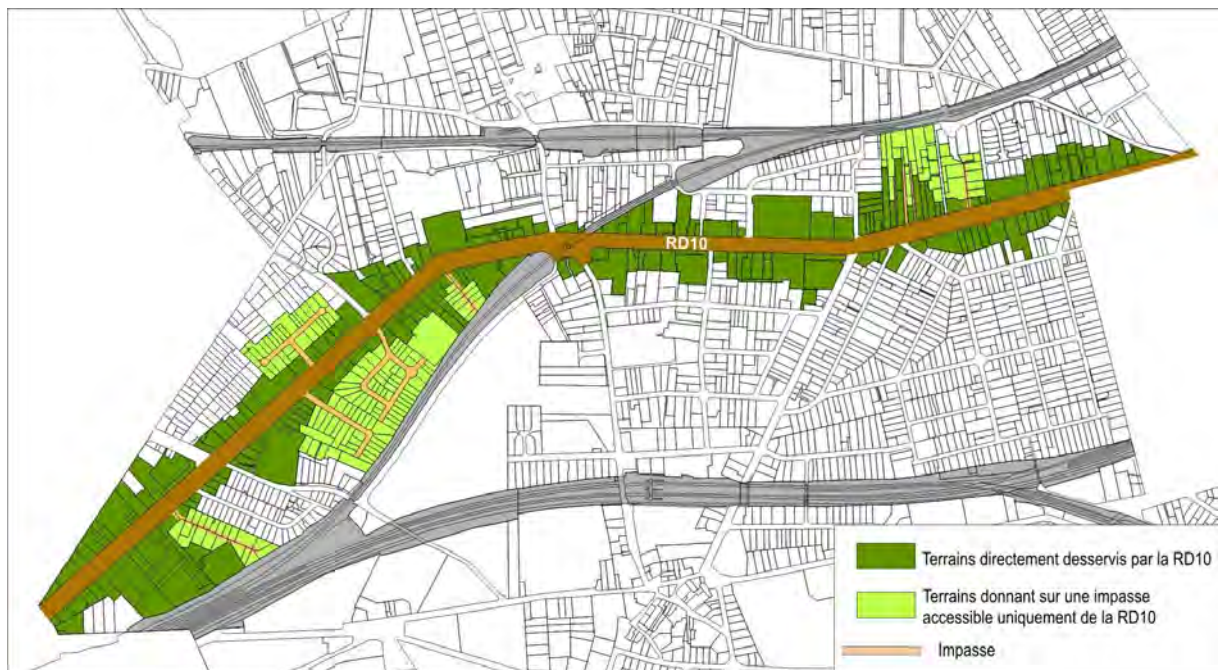 RD10
Terrains directement desservis par la RD10
Terrains donnant sur une impasse
accessible uniquement de la RD10
Impasse